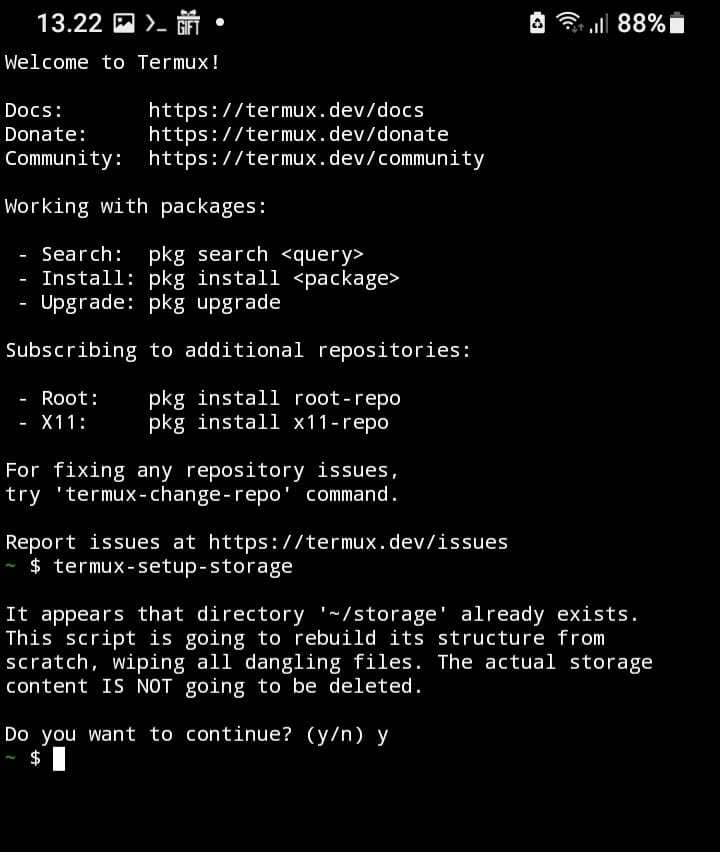 13.22 GIFT 88%
Welcome to Termux!
Docs: https://termux.dev/docs
Donate: https://termux.dev/donate
Community: https://termux.dev/community
Working with packages:
- Search: pkg search <query>
- Install: pkg install <package>
- Upgrade: pkg upgrade
Subscribing to additional repositories:
- Root: pkg install root-repo
- X11: pkg install x11-repo
For fixing any repository issues,
try 'termux-change-repo' command.
Report issues at https://termux.dev/issues
~ $ termux-setup-storage
It appears that directory '~/storage' already exists.
This script is going to rebuild its structure from
scratch, wiping all dangling files. The actual storage
content IS NOT going to be deleted.
Do you want to continue? (y/n) y
~ $